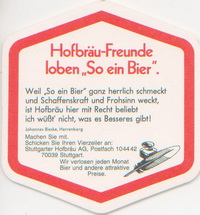 Hofbräu-Freunde
loben „So ein Bier".
Weil „So ein Bier" ganz herrlich schmeckt
und Schaffenskraft und Frohsinn weckt,
ist Hofbräu hier mit Recht beliebt
ich wüßt' nicht, was es Besseres gibt!
Johannes Riecke, Herrenberg
Machen Sie mit.
Schicken Sie Ihren Vierzeiler an:
Stuttgarter Hofbräu AG, Postfach 104442
70039 Stuttgart.
Wir verlosen jeden Monat
Bier und andere attraktive
Preise.